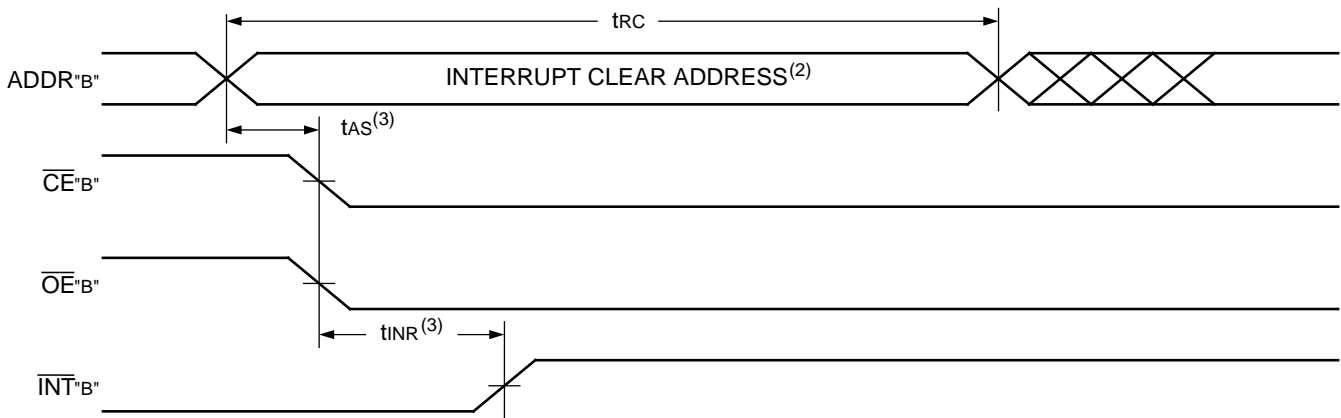 tRC
ADDR"B"
INTERRUPT CLEAR ADDRESS(2)
tAS(3)
CE"B"
OE"B"
tINR(3)
INT"B"